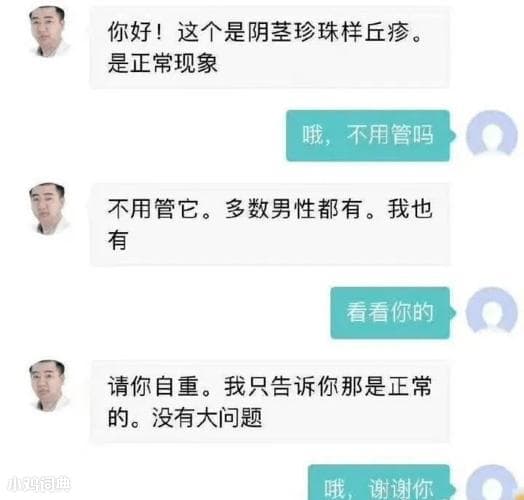 你好！这个是阴茎珍珠样丘疹。
是正常现象
哦，不用管吗
不用管它。多数男性都有。我也
有
看看你的
请你自重。我只告诉你那是正常
的。没有大问题
哦，谢谢你
小鸡词典